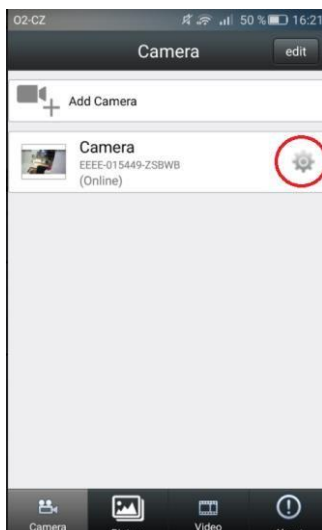 O2-CZ 50 % 16:21
Camera edit
Add Camera
Camera
EEEE-015449-ZSBWB
(Online)
Camera Video